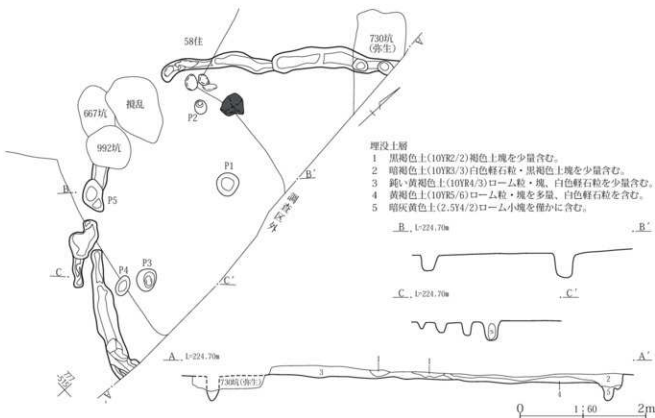 58住
730坑
(弥生)
A'
667坑
撹乱
992坑
P2
P1
B'
B
P5
調査区外
C
P4
P3
C'
A
埋没土層
1 黒褐色土(10YR2/2)褐色土塊を少量含む。
2 暗褐色土(10YR3/3)白色軽石粒・黒褐色土塊を少量含む。
3 鈍い黄褐色土(10YR4/3)ローム粒・塊、白色軽石粒を少量含む。
4 黄褐色土(10YR5/6)ローム粒・塊を多量、白色軽石粒を含む。
5 暗灰黄色土(2.5Y4/2)ローム小塊を僅かに含む。
B L=224.70m B'
C L=224.70m C'
A L=224.70m A'
730坑(弥生)
3
1
1
4
2
5
0 1:60 2m